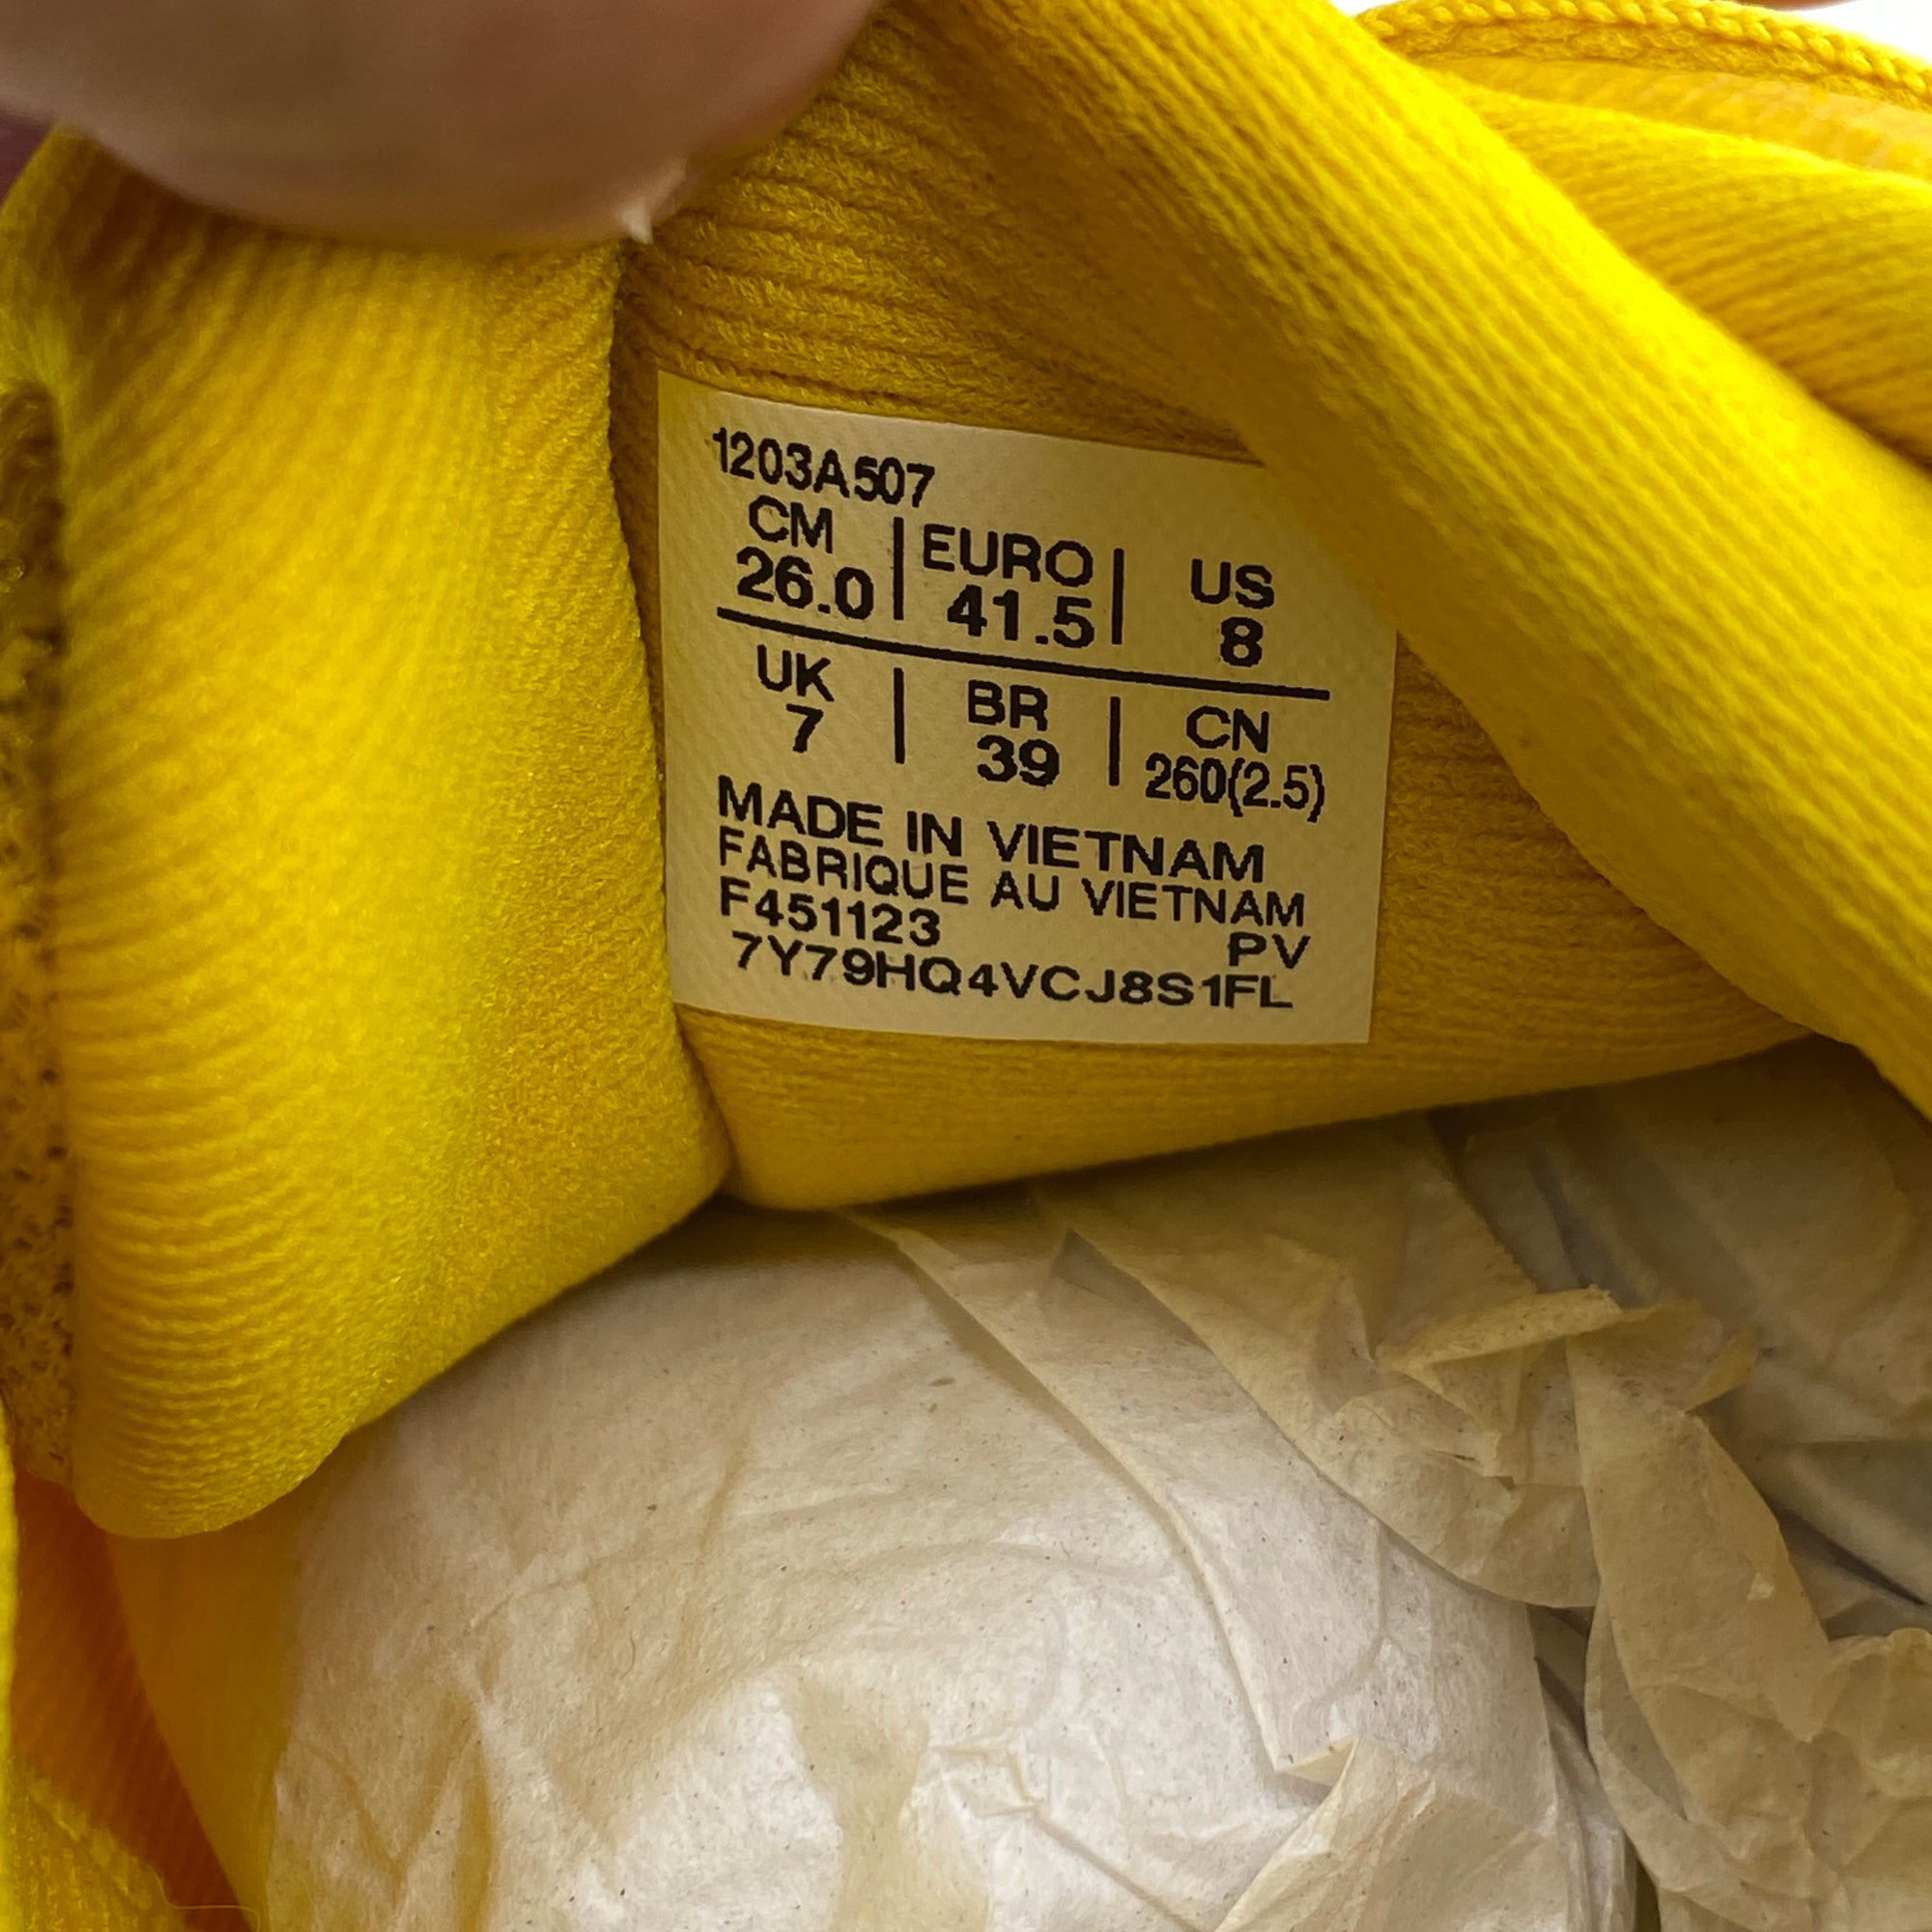 1203A507
CM | EURO | US
26.0 | 41.5 | 8
UK | BR | CN
7 | 39 | 260(2.5)
MADE IN VIETNAM
FABRIQUE AU VIETNAM
F451123 PV
7Y79HQ4VCJ8S1FL